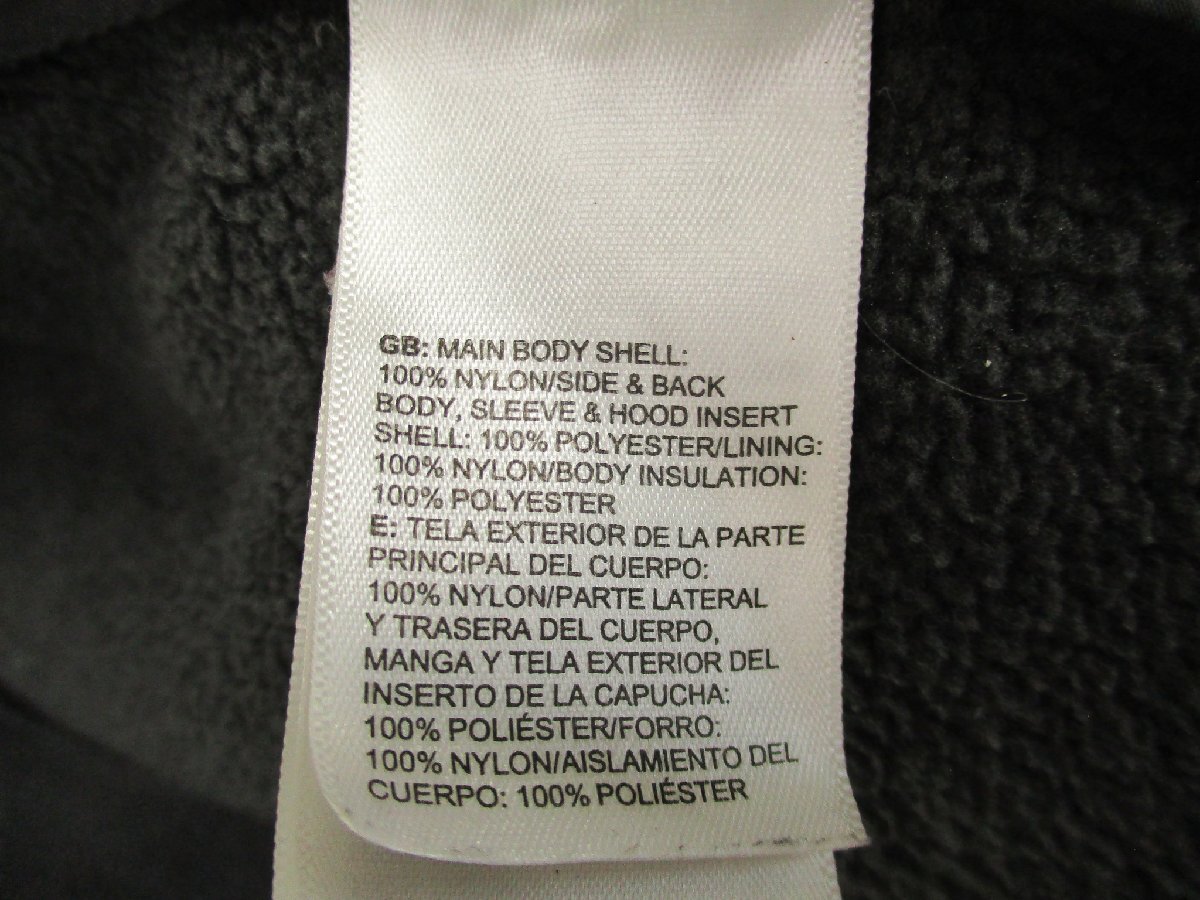 GB: MAIN BODY SHELL:
100% NYLON/SIDE & BACK
BODY, SLEEVE & HOOD INSERT
SHELL: 100% POLYESTER/LINING:
100% NYLON/BODY INSULATION:
100% POLYESTER
E: TELA EXTERIOR DE LA PARTE
PRINCIPAL DEL CUERPO:
100% NYLON/PARTE LATERAL
Y TRASERA DEL CUERPO,
MANGA Y TELA EXTERIOR DEL
INSERTO DE LA CAPUCHA:
100% POLIÉSTER/FORRO:
100% NYLON/AISLAMIENTO DEL
CUERPO: 100% POLIÉSTER